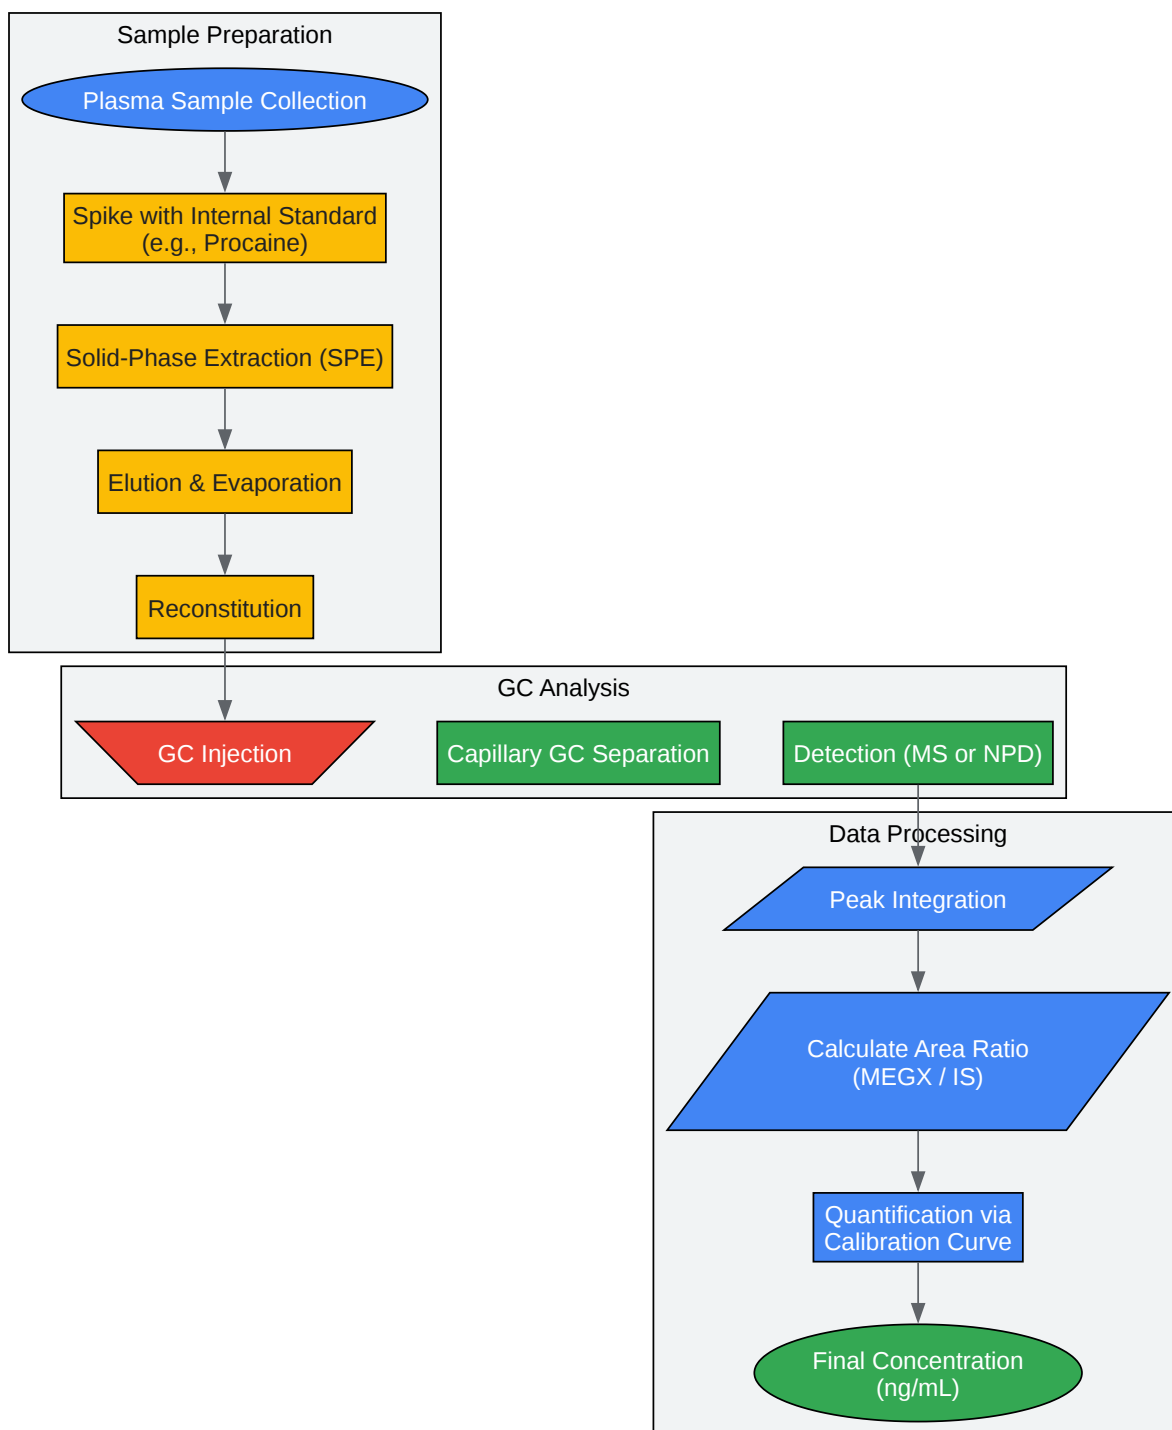 Sample Preparation
Plasma Sample Collection
Spike with Internal Standard
(e.g., Procaine)
Solid-Phase Extraction (SPE)
Elution & Evaporation
Reconstitution
GC Analysis
GC Injection
Capillary GC Separation
Detection (MS or NPD)
Data Processing
Peak Integration
Calculate Area Ratio
(MEGX / IS)
Quantification via
Calibration Curve
Final Concentration
(ng/mL)